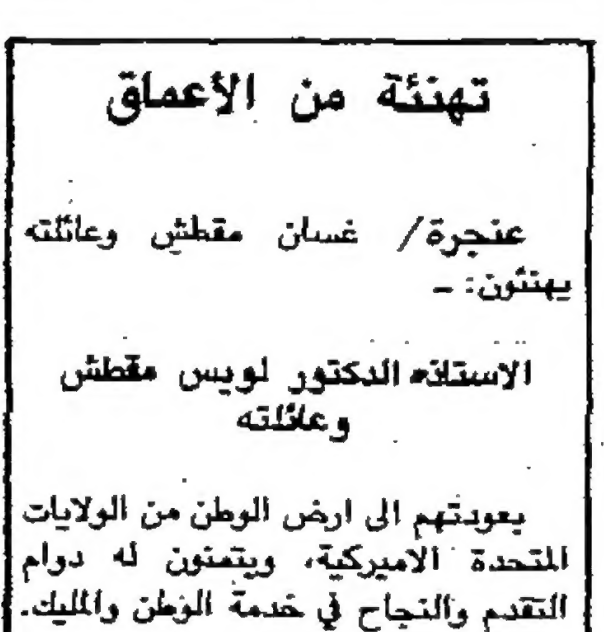 تهنئة من الأعماق
عنجرة/ غسان مقطش وعائلته
يهنئون: ـ
الاستاذ الدكتور لويس مقطش
وعائلته
بعودتهم الى ارض الوطن من الولايات
المتحدة الاميركية، ويتمنون له دوام
التقدم والنجاح في خدمة الوطن والمليك.